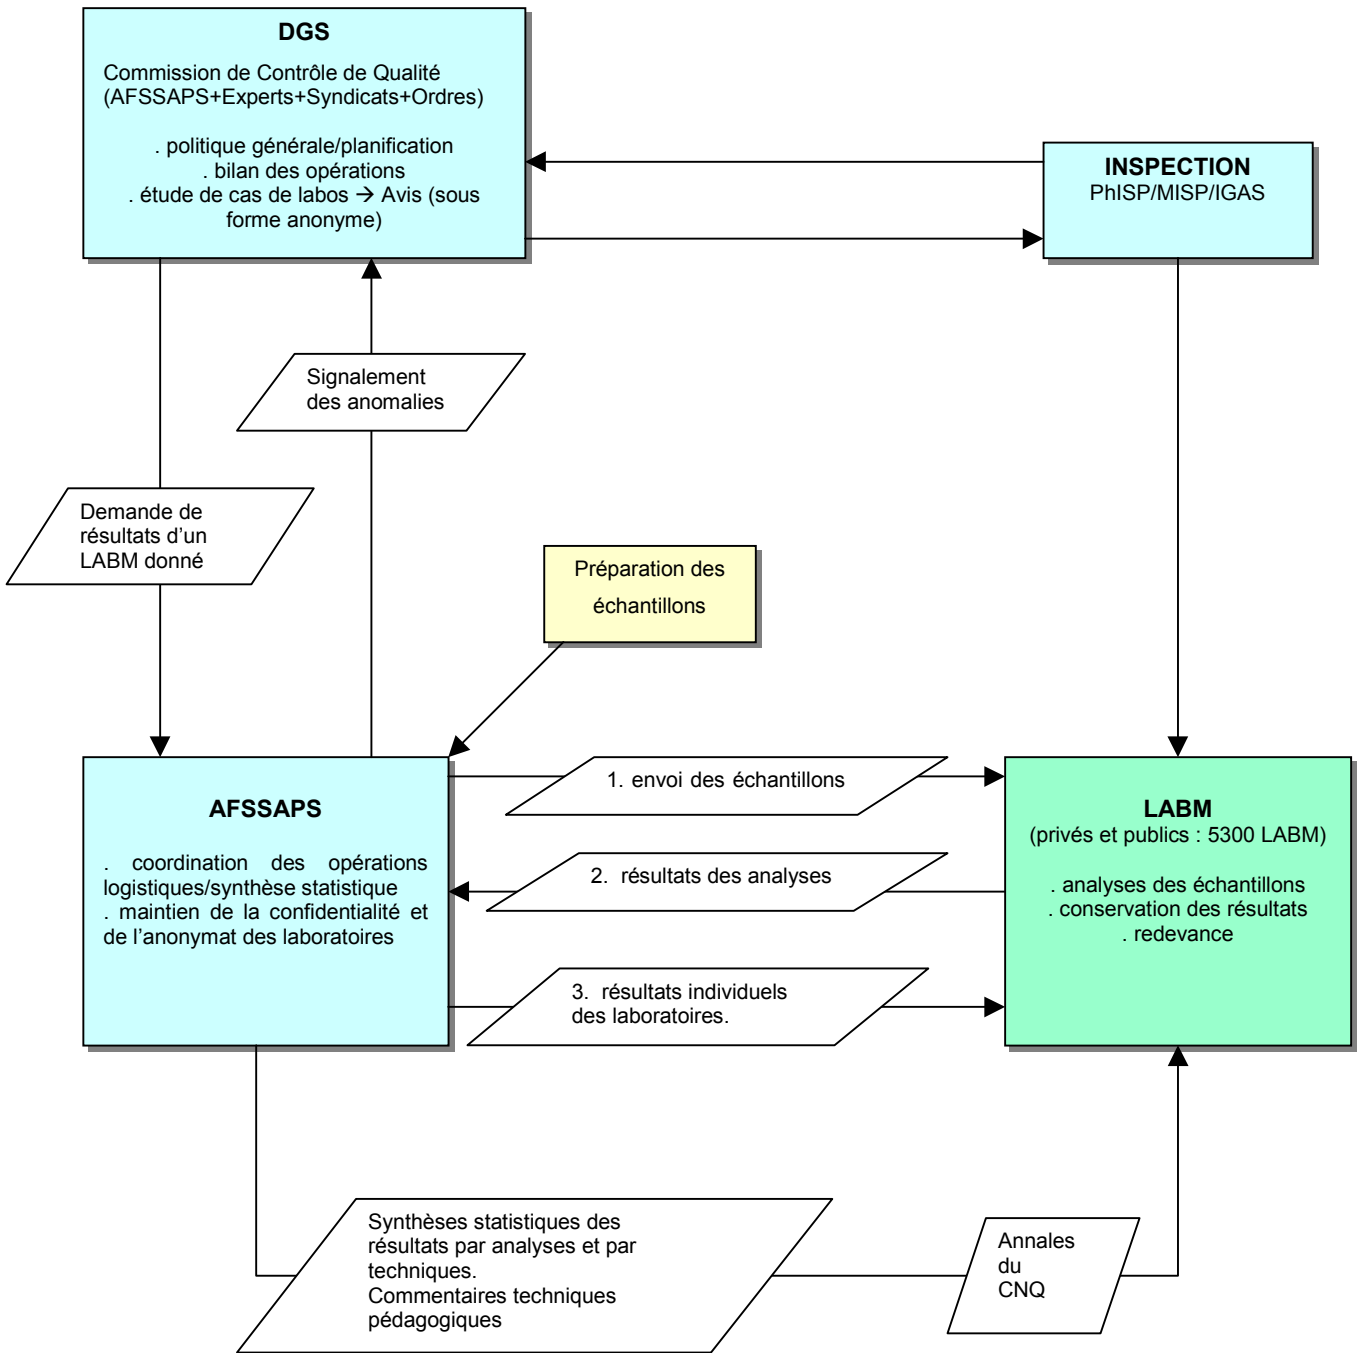 DGS
Commission de Contrôle de Qualité
(AFSSAPS+Experts+Syndicats+Ordres)
. politique générale/planification
. bilan des opérations
. étude de cas de labos → Avis (sous
forme anonyme)
INSPECTION
PhISP/MISP/IGAS
Signalement
des anomalies
Demande de
résultats d’un
LABM donné
Préparation des
échantillons
AFSSAPS
. coordination des opérations
logistiques/synthèse statistique
. maintien de la confidentialité et
de l’anonymat des laboratoires
1. envoi des échantillons
2. résultats des analyses
3. résultats individuels
des laboratoires.
LABM
(privés et publics : 5300 LABM)
. analyses des échantillons
. conservation des résultats
. redevance
Synthèses statistiques des
résultats par analyses et par
techniques.
Commentaires techniques
pédagogiques
Annales
du
CNQ